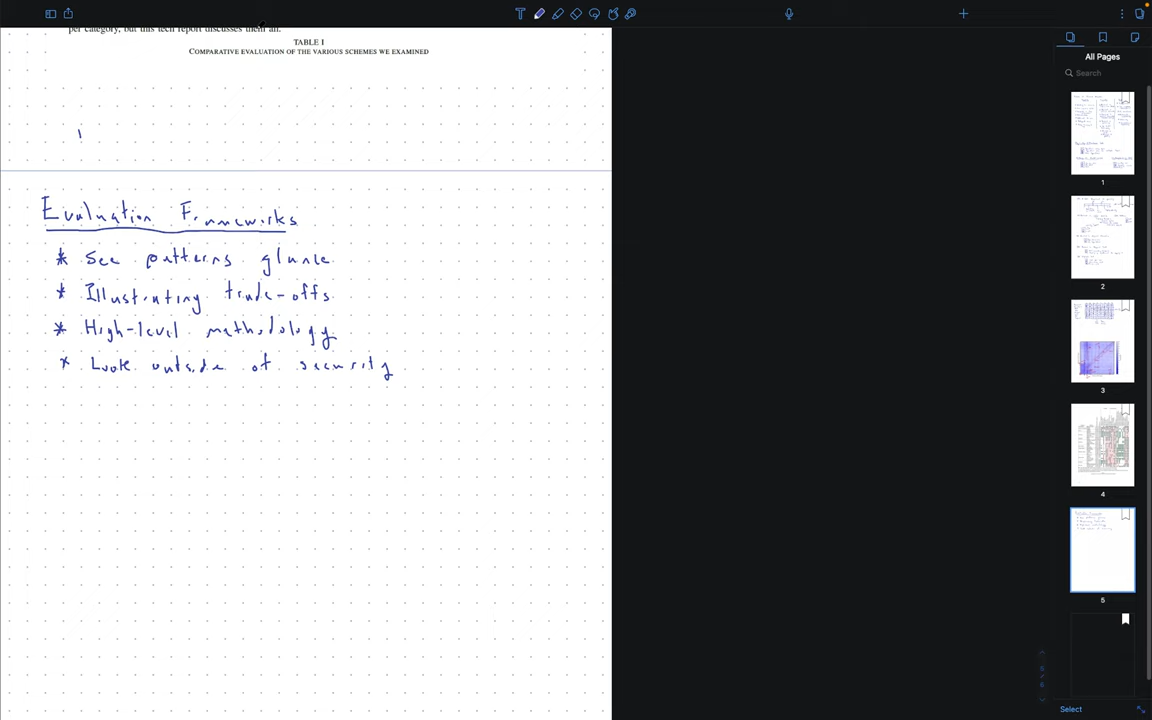 per category, but this tech report discusses them all.
TABLE I
COMPARATIVE EVALUATION OF THE VARIOUS SCHEMES WE EXAMINED
Evaluation Frameworks
* See patterns glance
* Illustrating trade-offs
* High-level methodology
* Look outside of security
All Pages
Search
1
2
3
4
5
5 / 6
Select